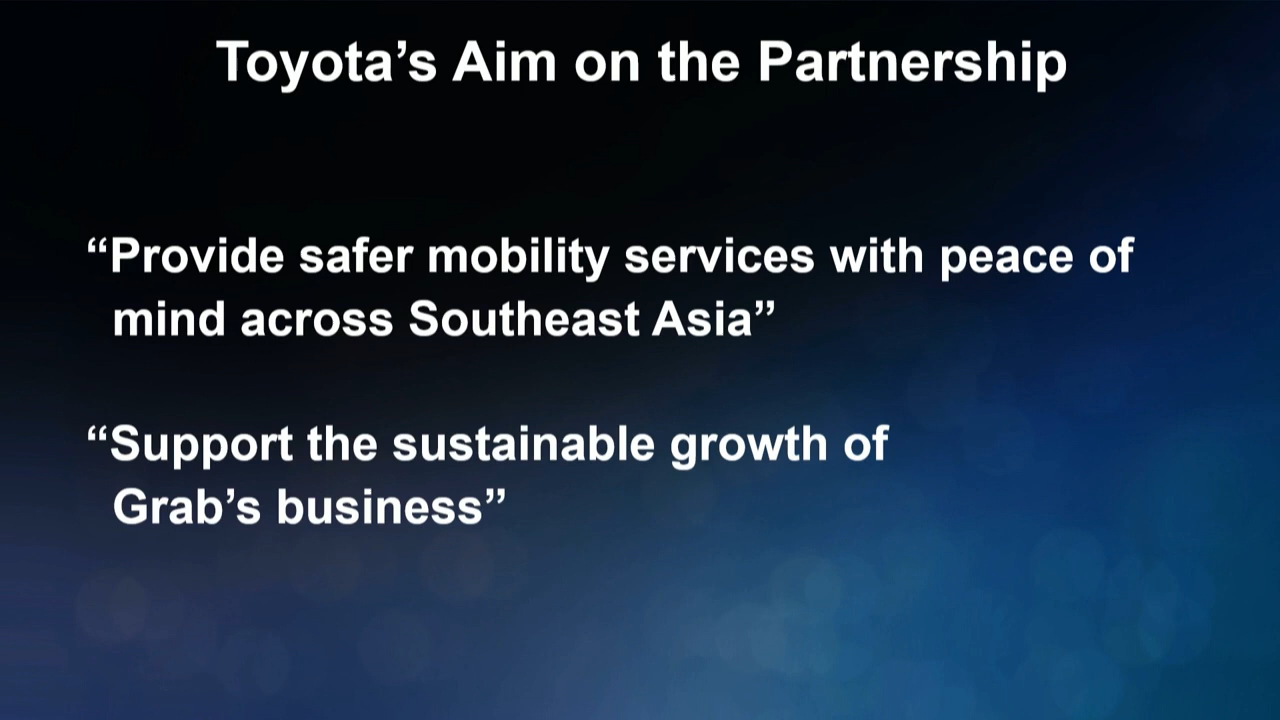 Toyota’s Aim on the Partnership
“Provide safer mobility services with peace of
mind across Southeast Asia”
“Support the sustainable growth of
Grab’s business”